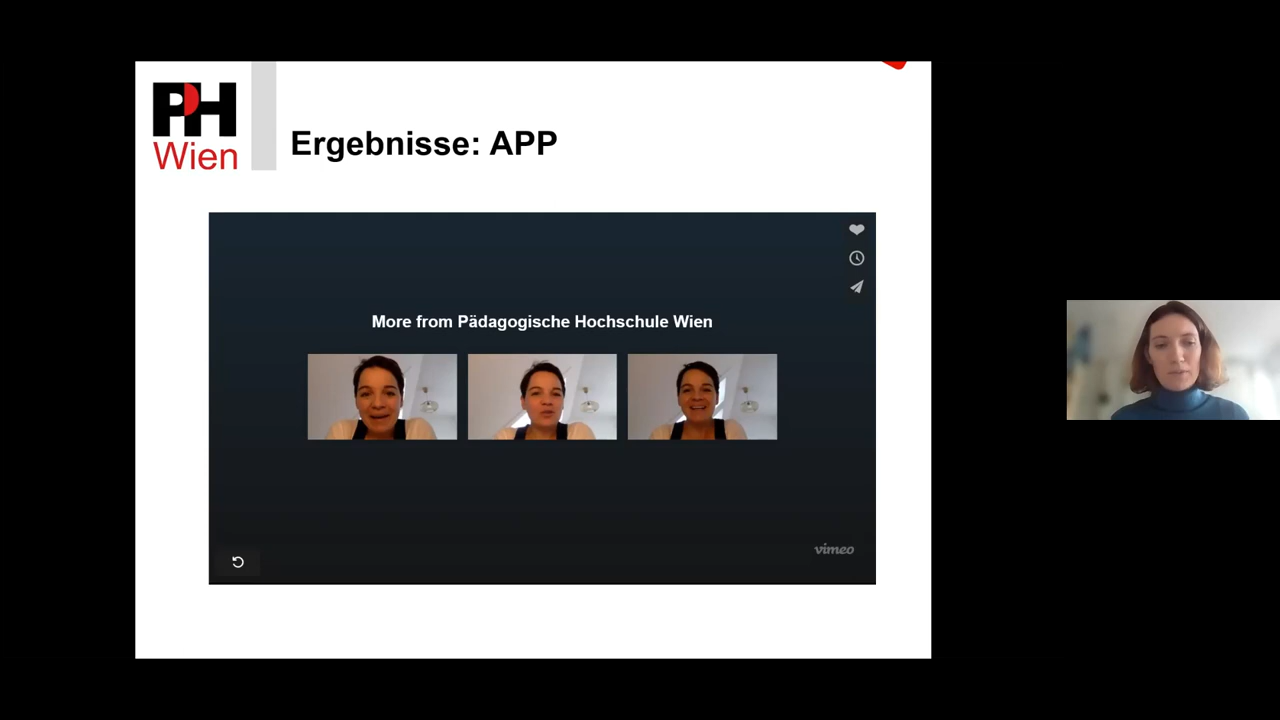 PH
Wien
Ergebnisse: APP
More from Pädagogische Hochschule Wien
vimeo